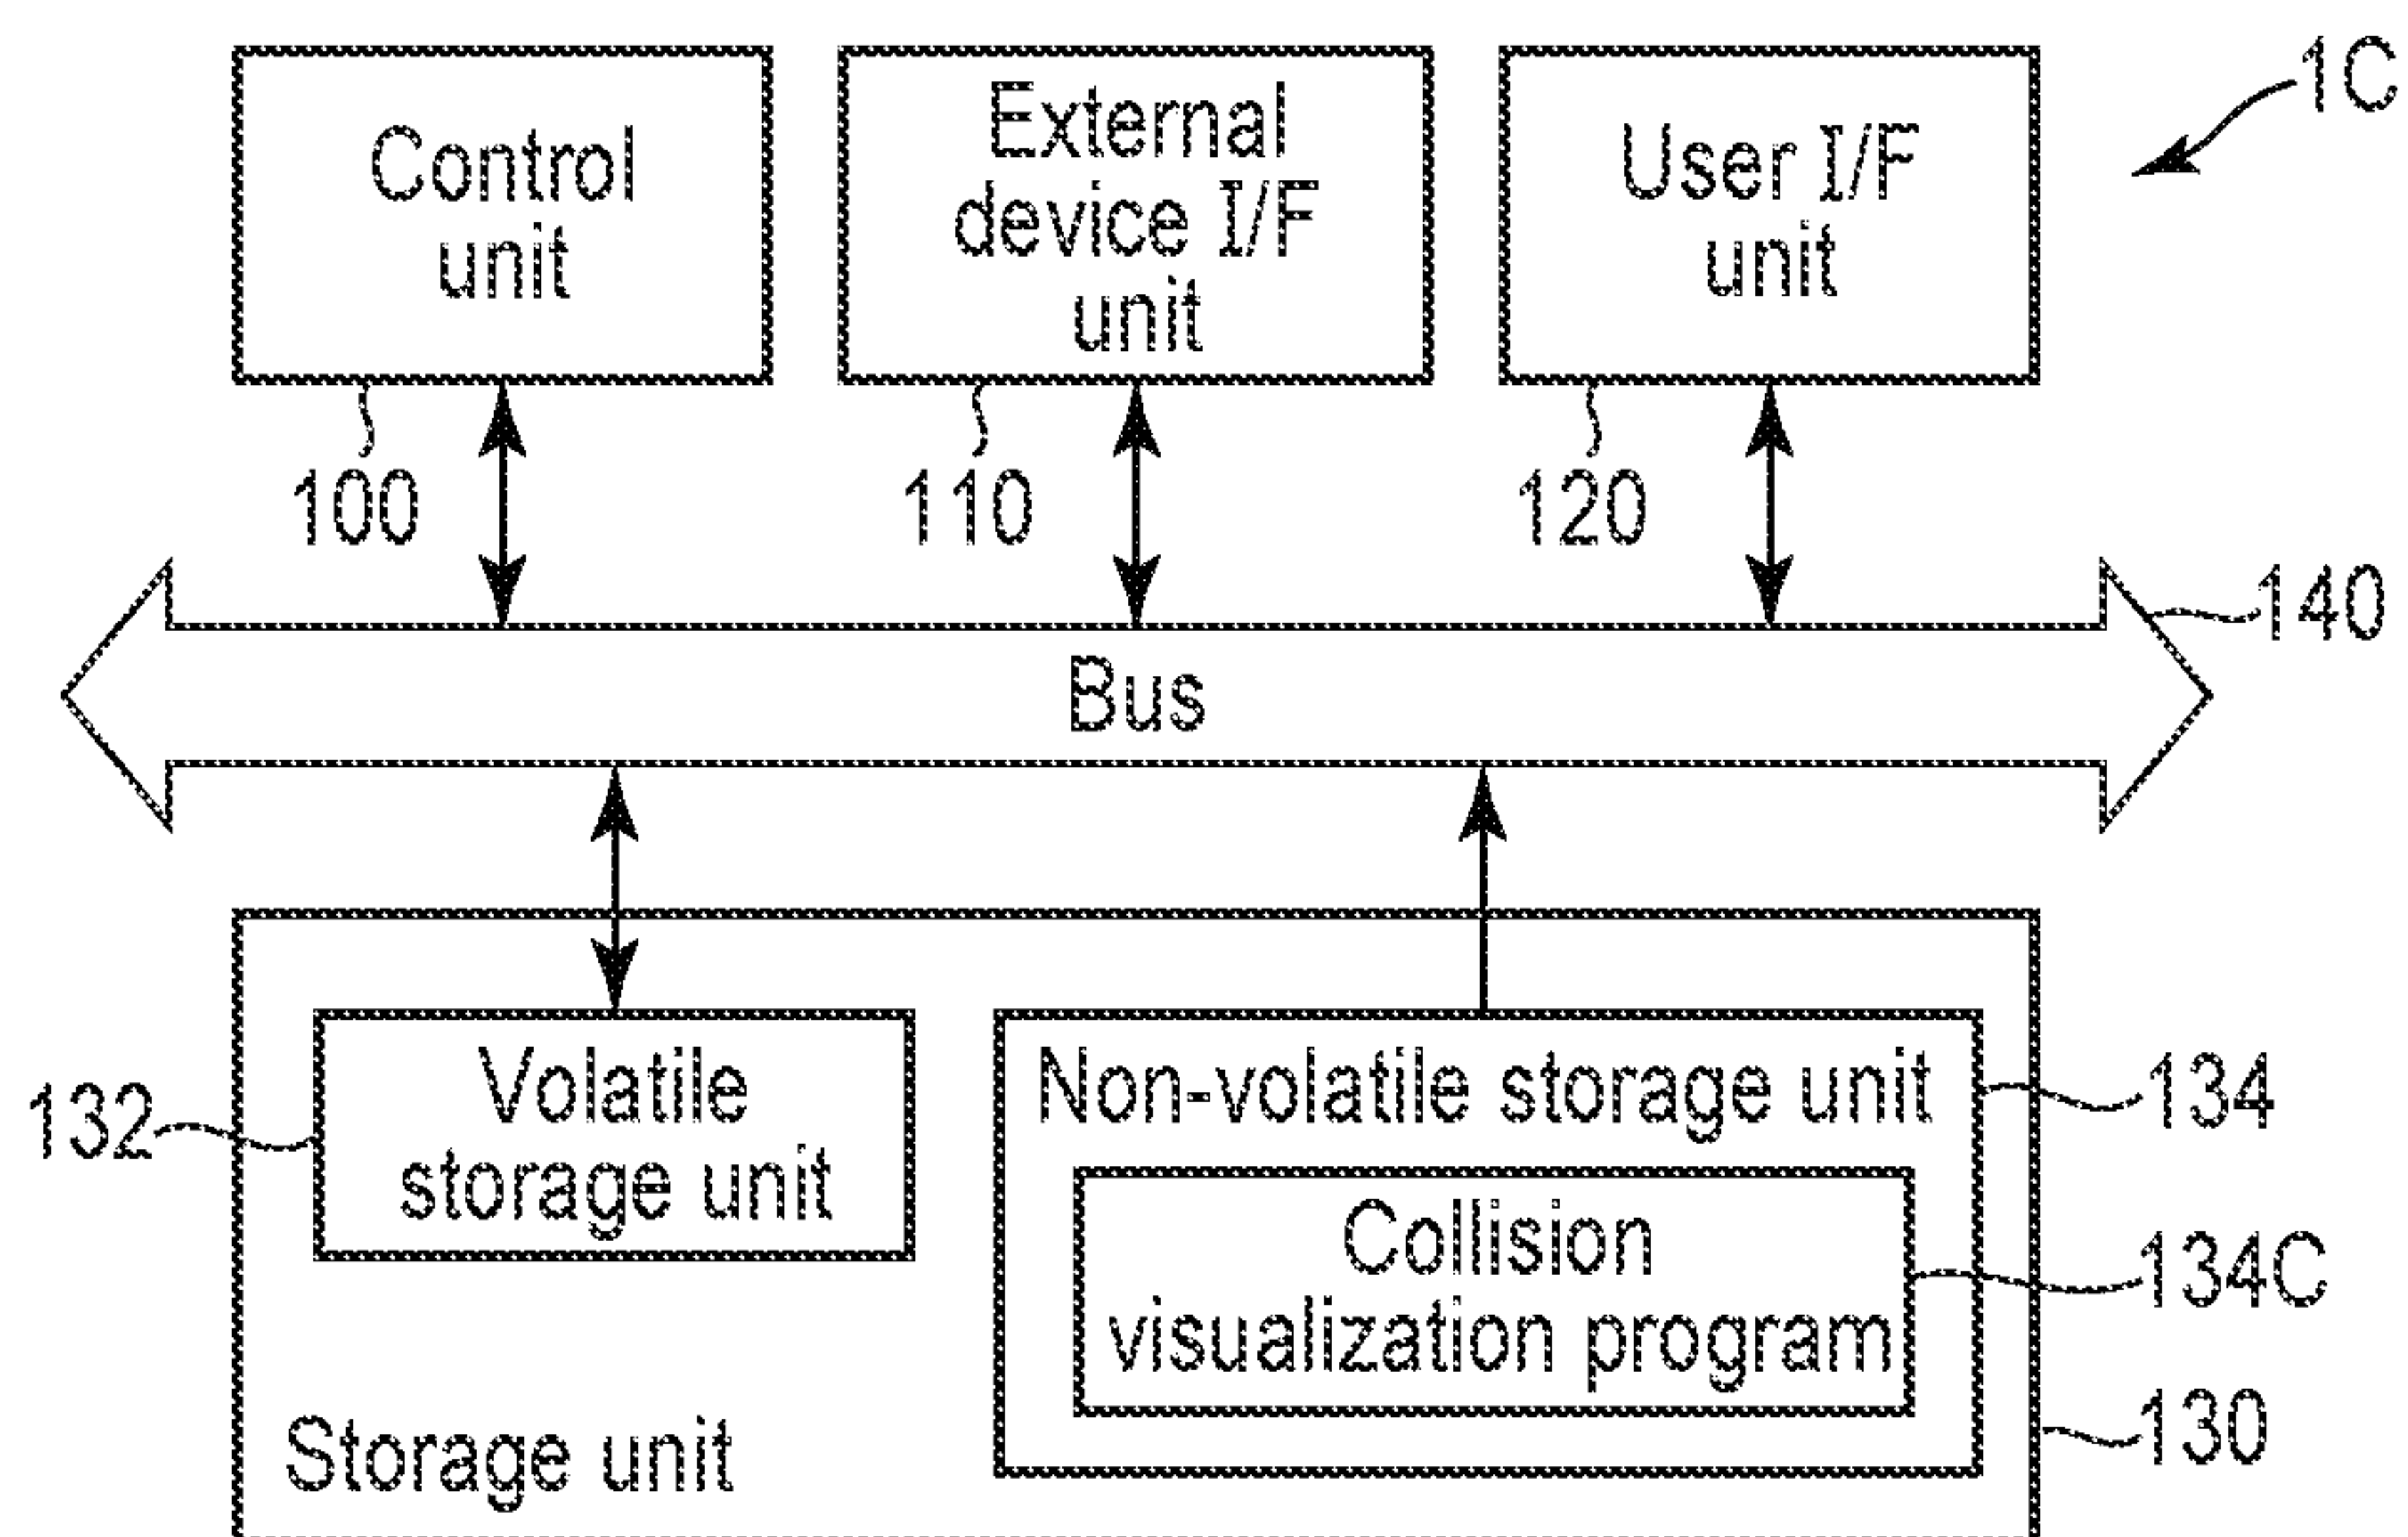 Control
unit
External
device I/F
unit
User I/F
unit
1C
100
110
120
140
Bus
132
Volatile
storage unit
Non-volatile storage unit
134
Collision
visualization program
134C
Storage unit
130